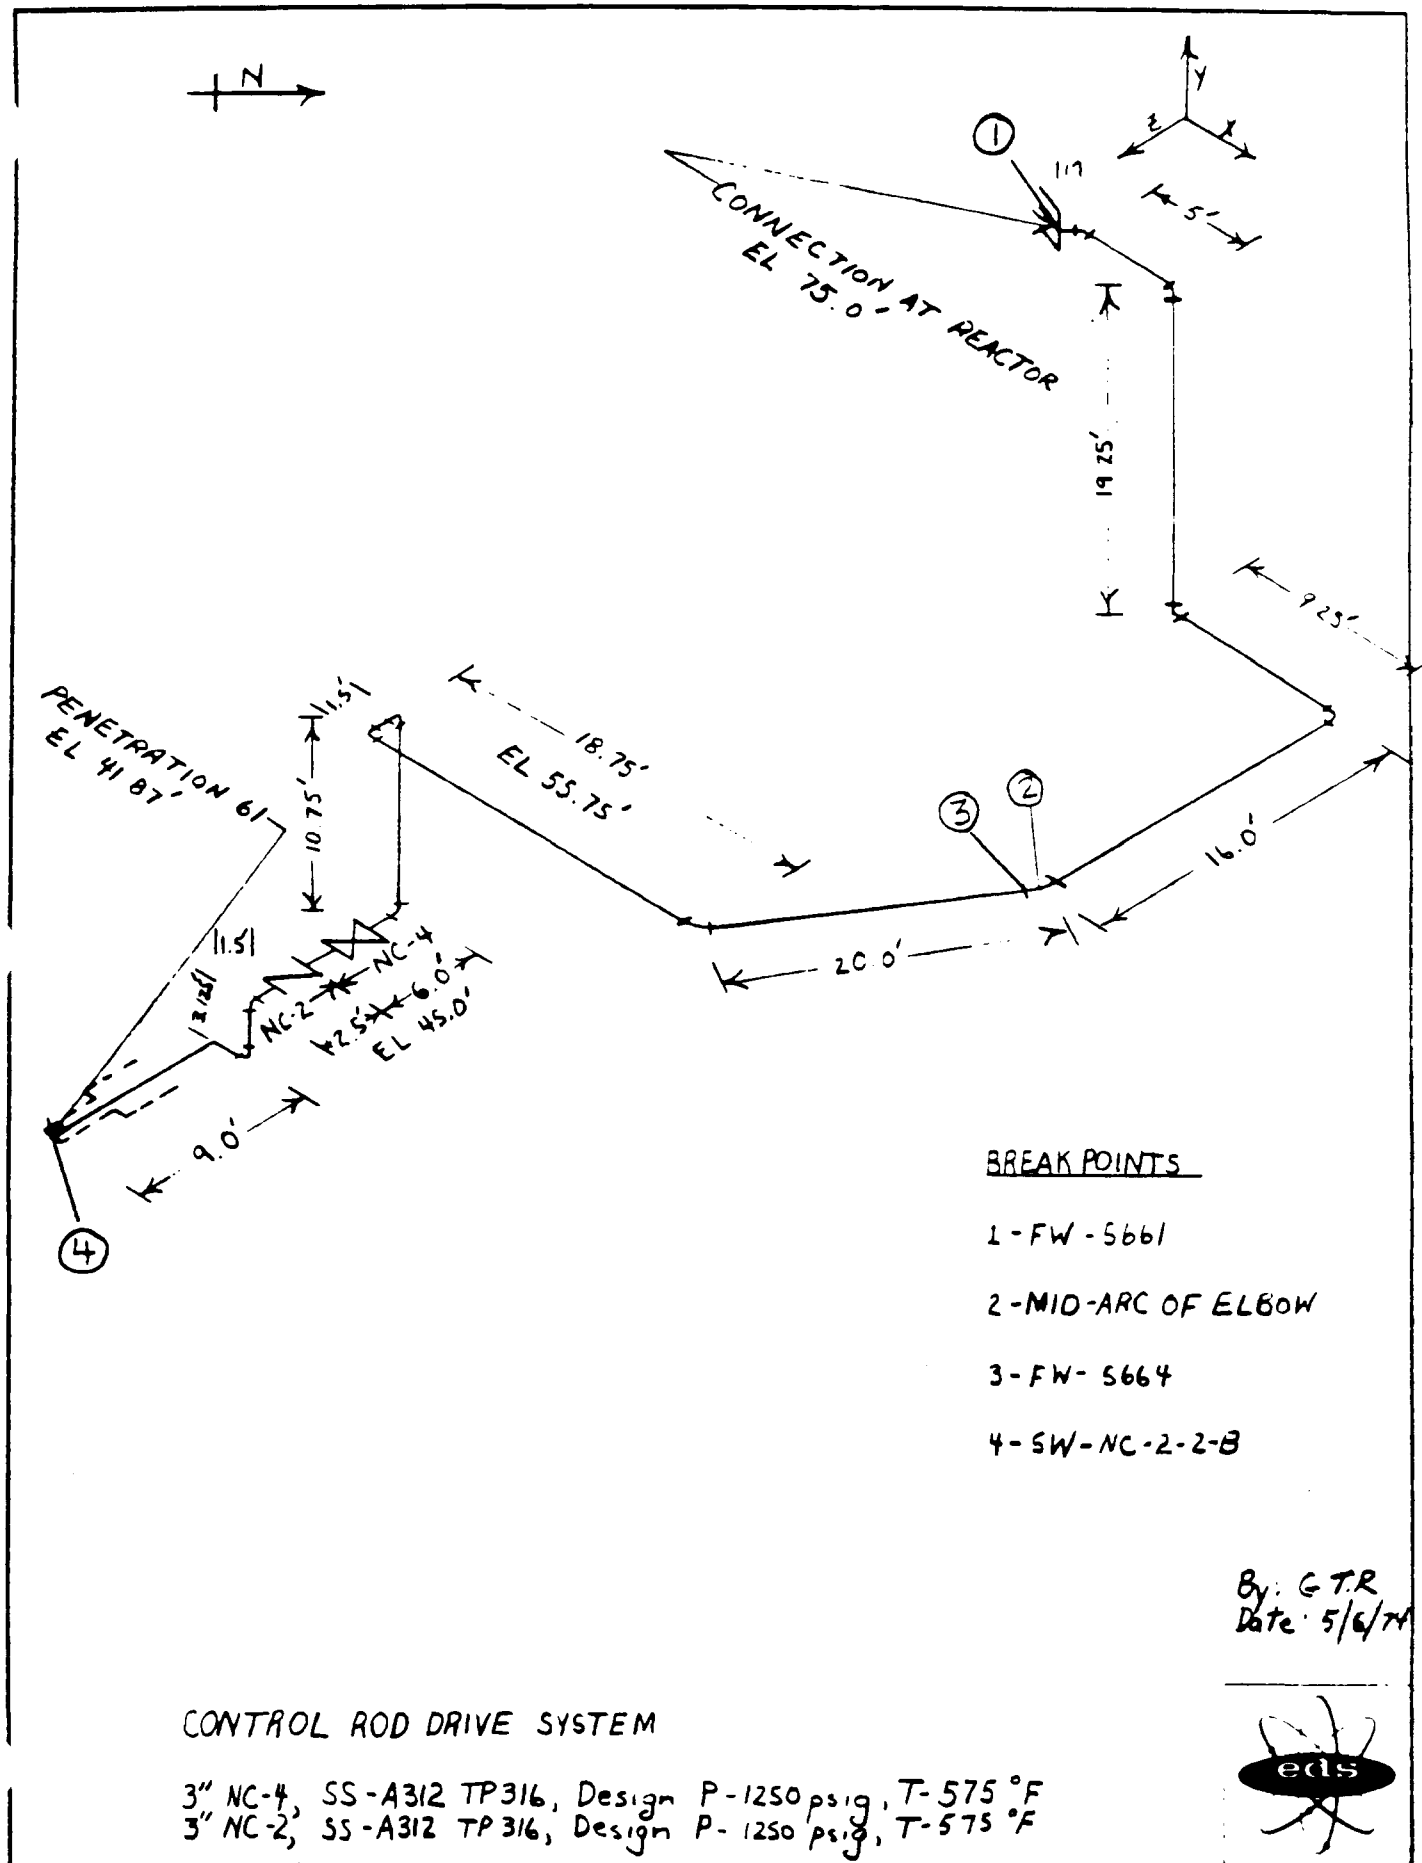 N
Y
Z
X
1
1.17
5'
CONNECTION AT REACTOR
EL 75.0'
19 25'
9 25'
PENETRATION 61
EL 41 87'
1.5'
18.75'
EL 55.75'
10.75'
3
2
16.0'
1.5'
NC-4
20.0'
3.125'
NC-2
6.0'
2.5'
EL 45.0'
9.0'
4
BREAK POINTS
1-FW-5661
2-MID-ARC OF ELBOW
3-FW-5664
4-SW-NC-2-2-B
By: GTR
Date: 5/6/74
CONTROL ROD DRIVE SYSTEM
3" NC-4, SS-A312 TP316, Design P-1250 psig, T-575 °F
3" NC-2, SS-A312 TP316, Design P-1250 psig, T-575 °F
eds